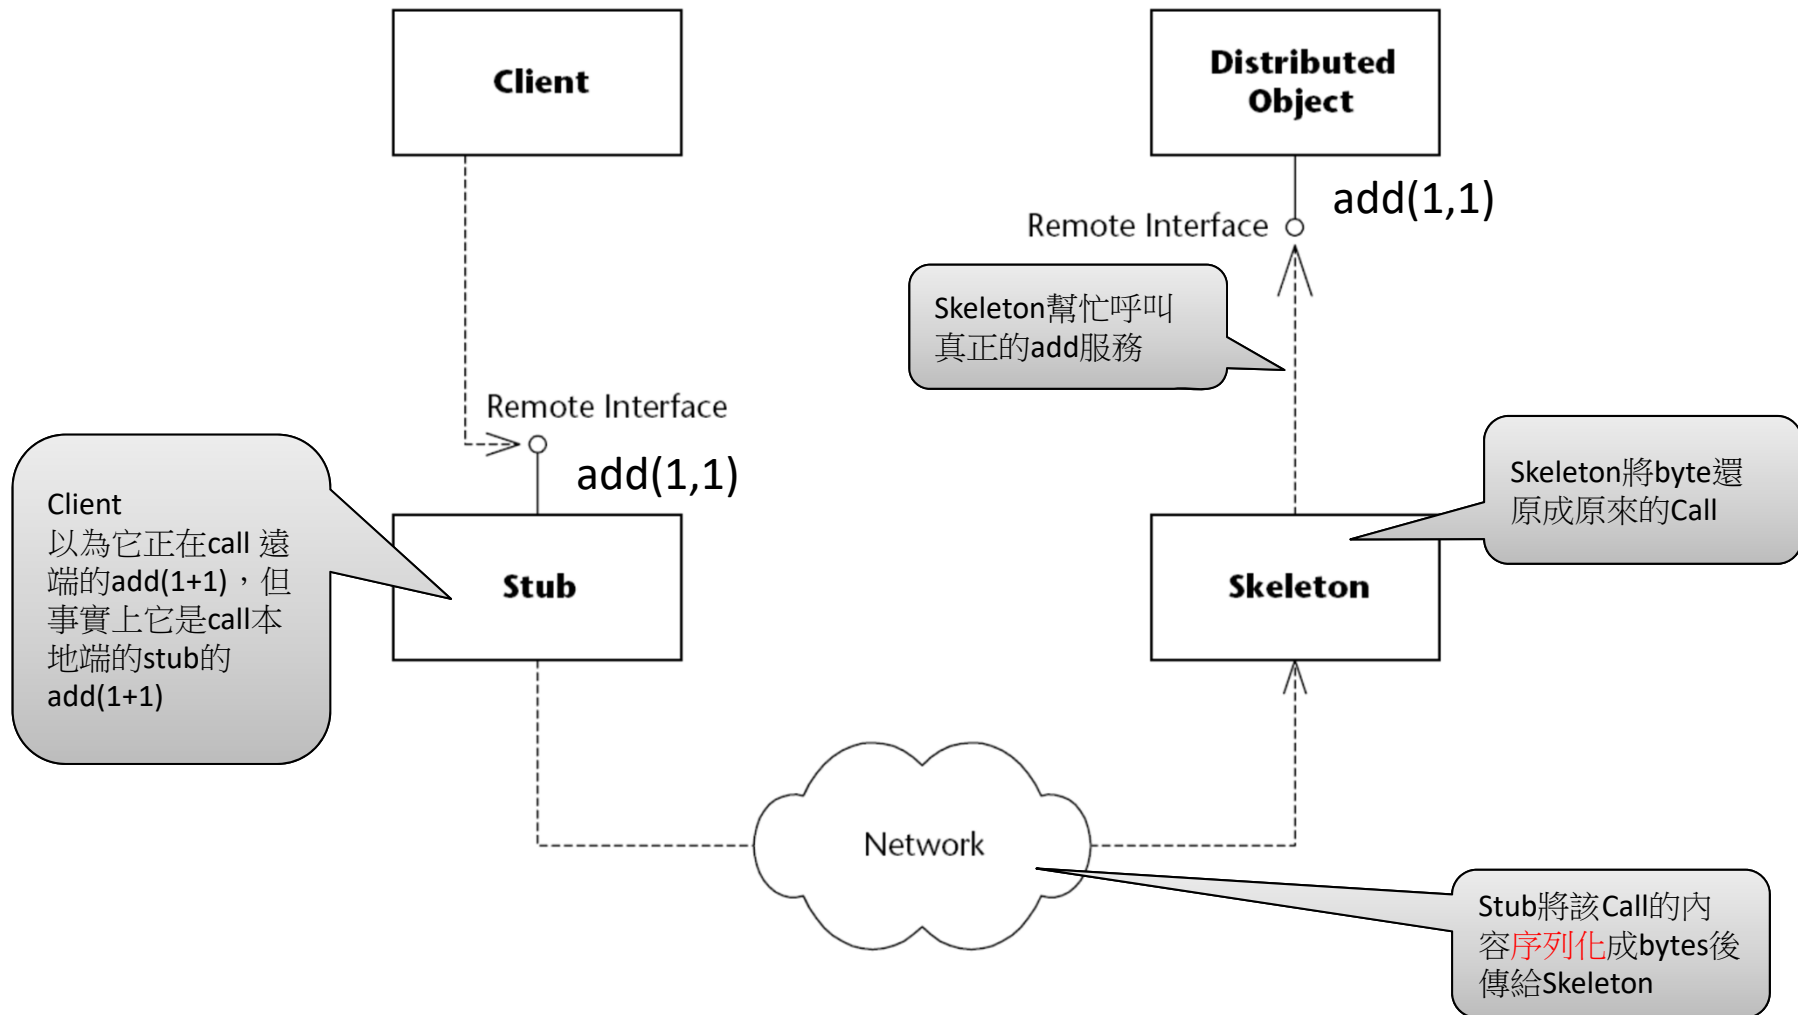 Client
Distributed
Object
add(1,1)
Remote Interface
Skeleton幫忙呼叫
真正的add服務
Remote Interface
add(1,1)
Client
以為它正在call 遠
端的add(1+1)，但
事實上它是call本
地端的stub的
add(1+1)
Stub
Skeleton將byte還
原成原來的Call
Skeleton
Network
Stub將該Call的內
容序列化成bytes後
傳給Skeleton